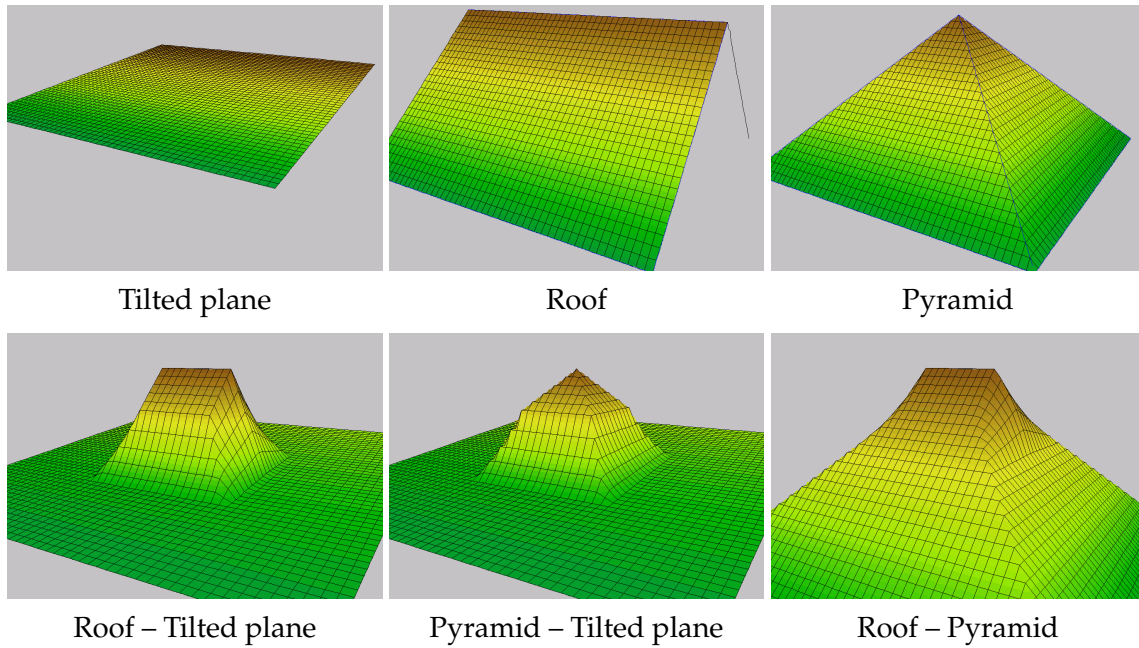 Tilted plane
Roof
Pyramid
Roof – Tilted plane
Pyramid – Tilted plane
Roof – Pyramid